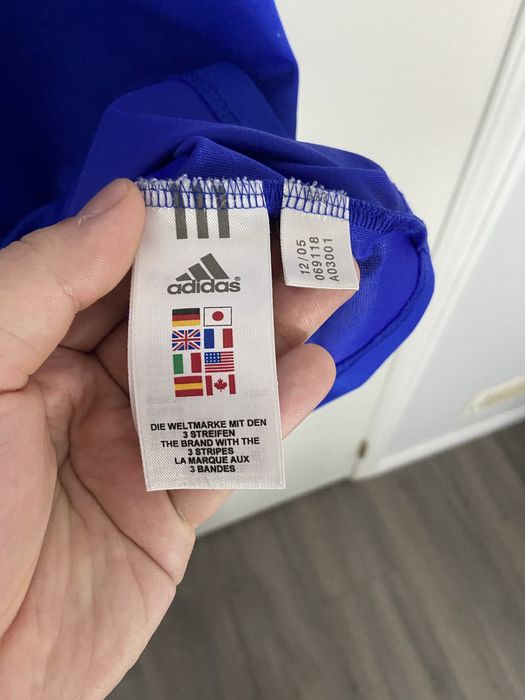 adidas®
DIE WELTMARKE MIT DEN
3 STREIFEN
THE BRAND WITH THE
3 STRIPES
LA MARQUE AUX
3 BANDES
12/05
069118
A03001